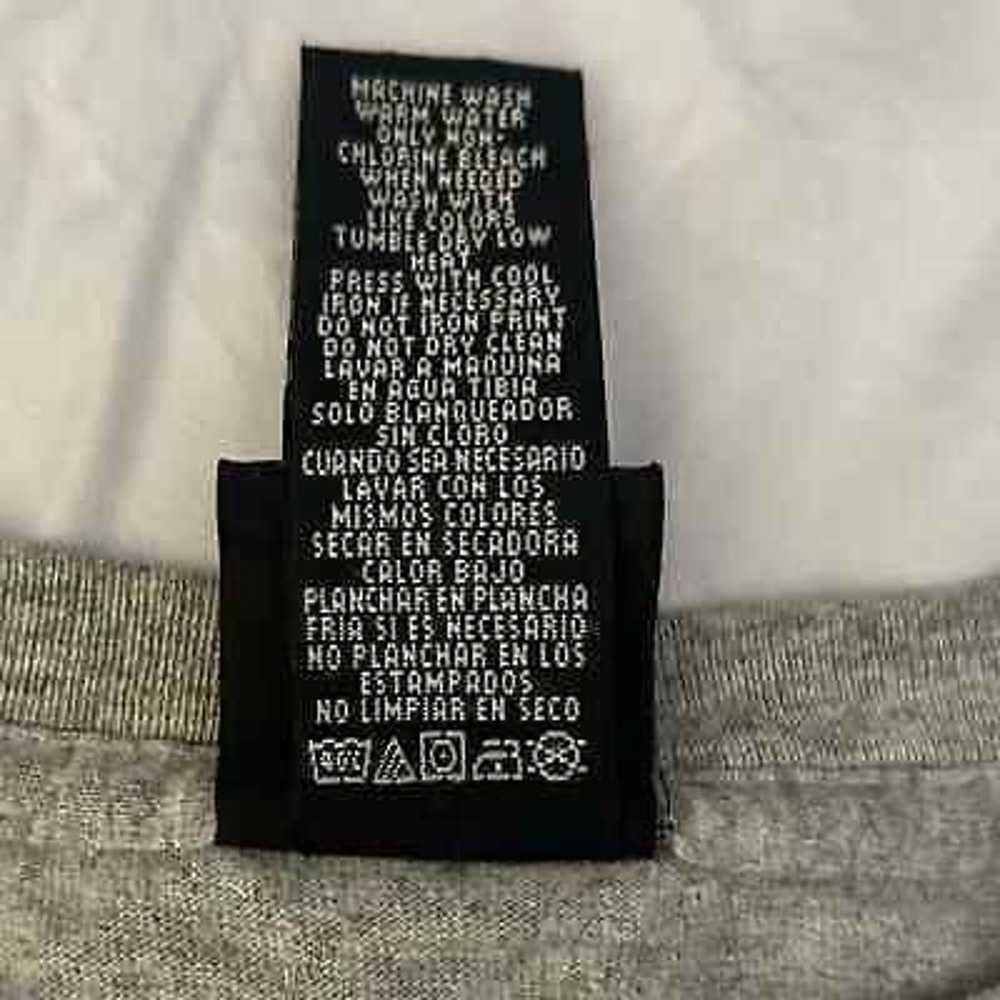 MACHINE WASH
WARM WATER
ONLY NON-
CHLORINE BLEACH
WHEN NEEDED
WASH WITH
LIKE COLORS
TUMBLE DRY LOW
HEAT
PRESS WITH COOL
IRON IF NECESSARY
DO NOT IRON PRINT
DO NOT DRY CLEAN
LAVAR A MAQUINA
EN AGUA TIBIA
SOLO BLANQUEADOR
SIN CLORO
CUANDO SEA NECESARIO
LAVAR CON LOS
MISMOS COLORES
SECAR EN SECADORA
CALOR BAJO
PLANCHAR EN PLANCHA
FRIA SI ES NECESARIO
NO PLANCHAR EN LOS
ESTAMPADOS
NO LIMPIAR EN SECO